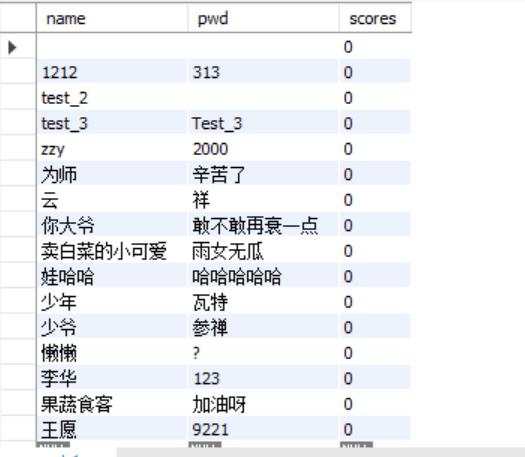 name pwd scores
0
1212 313 0
test_2 0
test_3 Test_3 0
zzy 2000 0
为师 辛苦了 0
云 祥 0
你大爷 敢不敢再衰一点 0
卖白菜的小可爱 雨女无瓜 0
娃哈哈 哈哈哈哈哈 0
少年 瓦特 0
少爷 参禅 0
懒懒 ? 0
李华 123 0
果蔬食客 加油呀 0
王愿 9221 0